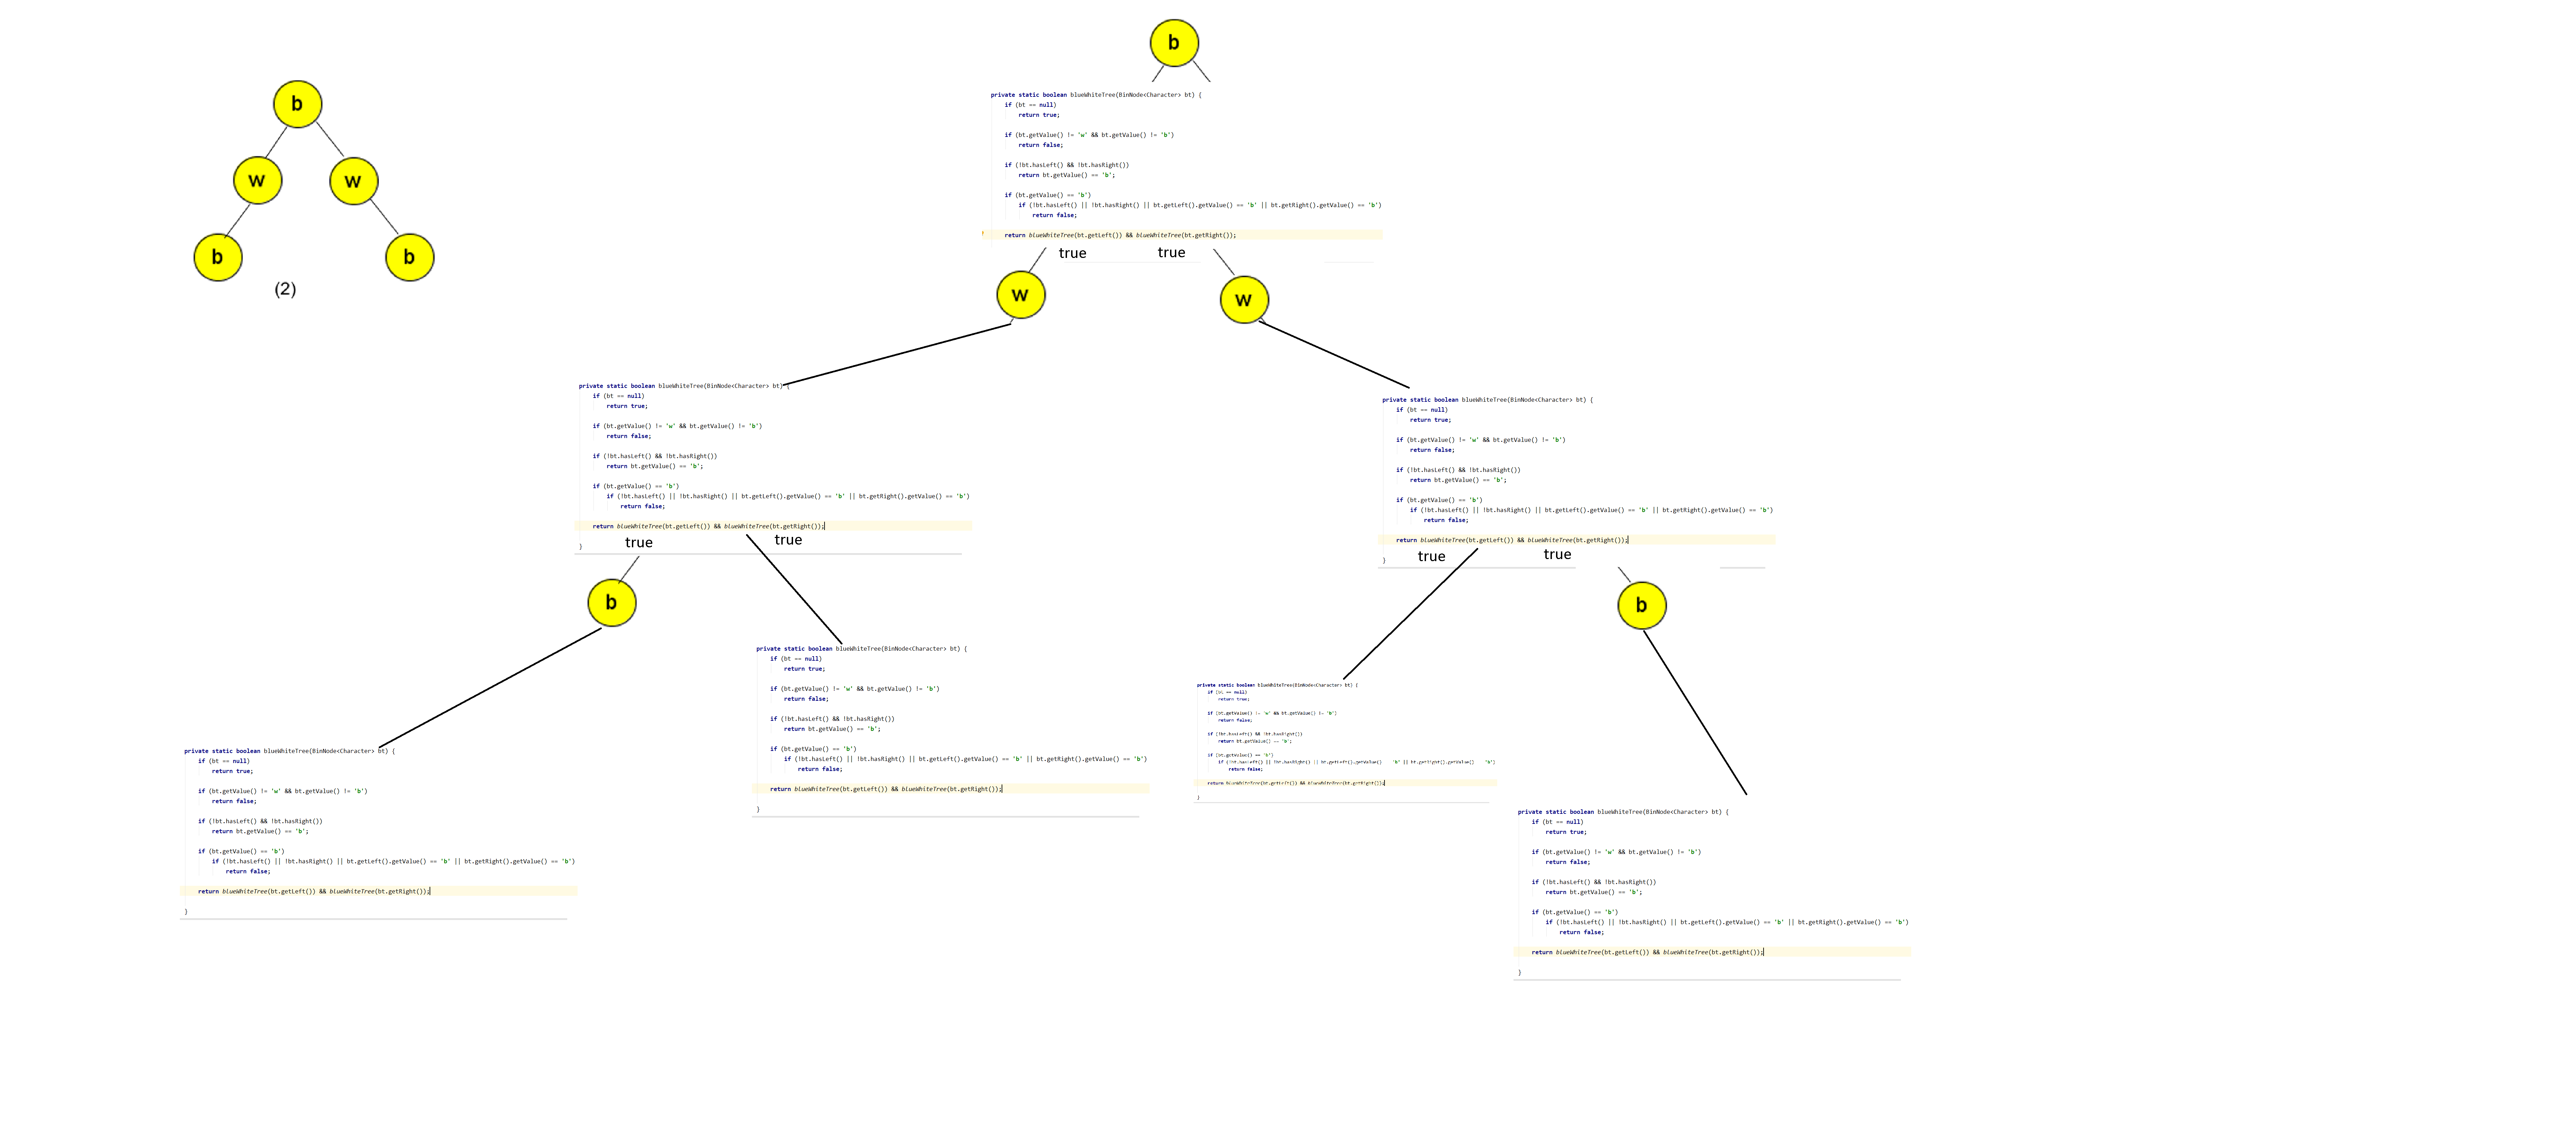 b
w w
b b
(2)
b
private static boolean blueWhiteTree(BinNode<Character> bt) {
if (bt == null)
return true;
if (bt.getValue() != 'w' && bt.getValue() != 'b')
return false;
if (!bt.hasLeft() && !bt.hasRight())
return bt.getValue() == 'b';
if (bt.getValue() == 'b')
if (!bt.hasLeft() || !bt.hasRight() || bt.getLeft().getValue() == 'b' || bt.getRight().getValue() == 'b')
return false;
return blueWhiteTree(bt.getLeft()) && blueWhiteTree(bt.getRight());
true true
w w
private static boolean blueWhiteTree(BinNode<Character> bt) {
if (bt == null)
return true;
if (bt.getValue() != 'w' && bt.getValue() != 'b')
return false;
if (!bt.hasLeft() && !bt.hasRight())
return bt.getValue() == 'b';
if (bt.getValue() == 'b')
if (!bt.hasLeft() || !bt.hasRight() || bt.getLeft().getValue() == 'b' || bt.getRight().getValue() == 'b')
return false;
return blueWhiteTree(bt.getLeft()) && blueWhiteTree(bt.getRight());
true true
}
private static boolean blueWhiteTree(BinNode<Character> bt) {
if (bt == null)
return true;
if (bt.getValue() != 'w' && bt.getValue() != 'b')
return false;
if (!bt.hasLeft() && !bt.hasRight())
return bt.getValue() == 'b';
if (bt.getValue() == 'b')
if (!bt.hasLeft() || !bt.hasRight() || bt.getLeft().getValue() == 'b' || bt.getRight().getValue() == 'b')
return false;
return blueWhiteTree(bt.getLeft()) && blueWhiteTree(bt.getRight());
true true
}
b
b
private static boolean blueWhiteTree(BinNode<Character> bt) {
if (bt == null)
return true;
if (bt.getValue() != 'w' && bt.getValue() != 'b')
return false;
if (!bt.hasLeft() && !bt.hasRight())
return bt.getValue() == 'b';
if (bt.getValue() == 'b')
if (!bt.hasLeft() || !bt.hasRight() || bt.getLeft().getValue() == 'b' || bt.getRight().getValue() == 'b')
return false;
return blueWhiteTree(bt.getLeft()) && blueWhiteTree(bt.getRight());
}
private static boolean blueWhiteTree(BinNode<Character> bt) {
if (bt == null)
return true;
if (bt.getValue() != 'w' && bt.getValue() != 'b')
return false;
if (!bt.hasLeft() && !bt.hasRight())
return bt.getValue() == 'b';
if (bt.getValue() == 'b')
if (!bt.hasLeft() || !bt.hasRight() || bt.getLeft().getValue() 'b' || bt.getRight().getValue() 'b')
return false;
return blueWhiteTree(bt.getLeft()) && blueWhiteTree(bt.getRight());
}
private static boolean blueWhiteTree(BinNode<Character> bt) {
if (bt == null)
return true;
if (bt.getValue() != 'w' && bt.getValue() != 'b')
return false;
if (!bt.hasLeft() && !bt.hasRight())
return bt.getValue() == 'b';
if (bt.getValue() == 'b')
if (!bt.hasLeft() || !bt.hasRight() || bt.getLeft().getValue() == 'b' || bt.getRight().getValue() == 'b')
return false;
return blueWhiteTree(bt.getLeft()) && blueWhiteTree(bt.getRight());
}
private static boolean blueWhiteTree(BinNode<Character> bt) {
if (bt == null)
return true;
if (bt.getValue() != 'w' && bt.getValue() != 'b')
return false;
if (!bt.hasLeft() && !bt.hasRight())
return bt.getValue() == 'b';
if (bt.getValue() == 'b')
if (!bt.hasLeft() || !bt.hasRight() || bt.getLeft().getValue() == 'b' || bt.getRight().getValue() == 'b')
return false;
return blueWhiteTree(bt.getLeft()) && blueWhiteTree(bt.getRight());
}